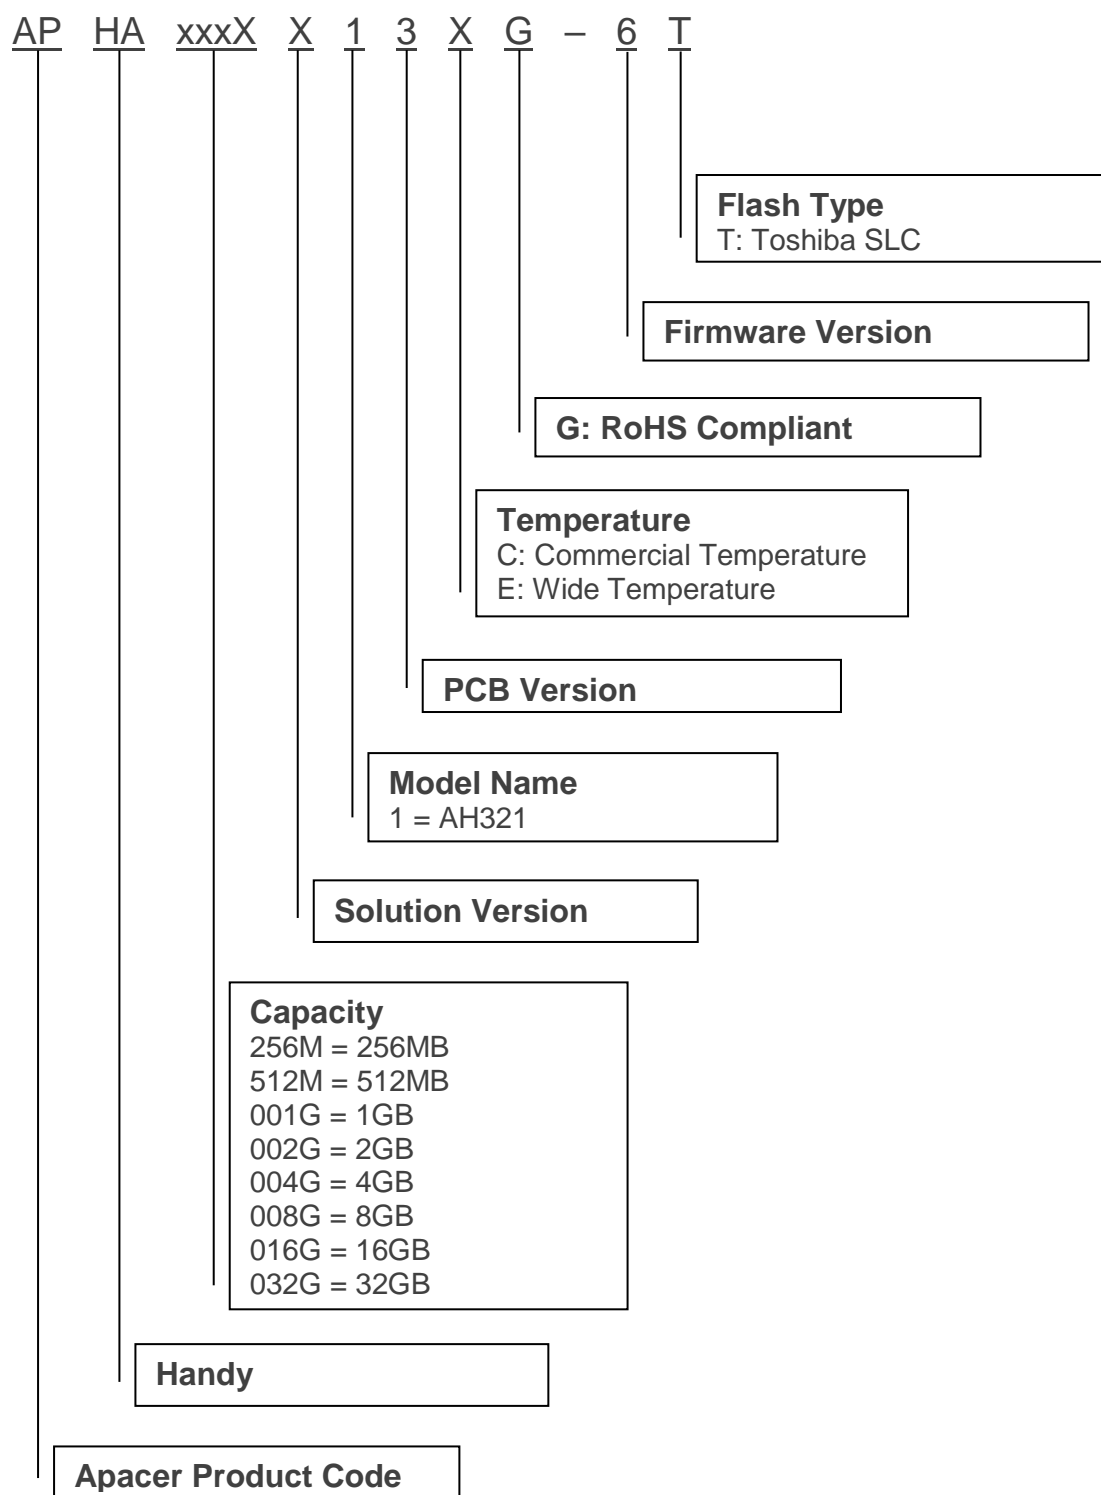 AP HA xxxX X 1 3 X G – 6 T
Flash Type
T: Toshiba SLC
Firmware Version
G: RoHS Compliant
Temperature
C: Commercial Temperature
E: Wide Temperature
PCB Version
Model Name
1 = AH321
Solution Version
Capacity
256M = 256MB
512M = 512MB
001G = 1GB
002G = 2GB
004G = 4GB
008G = 8GB
016G = 16GB
032G = 32GB
Handy
Apacer Product Code